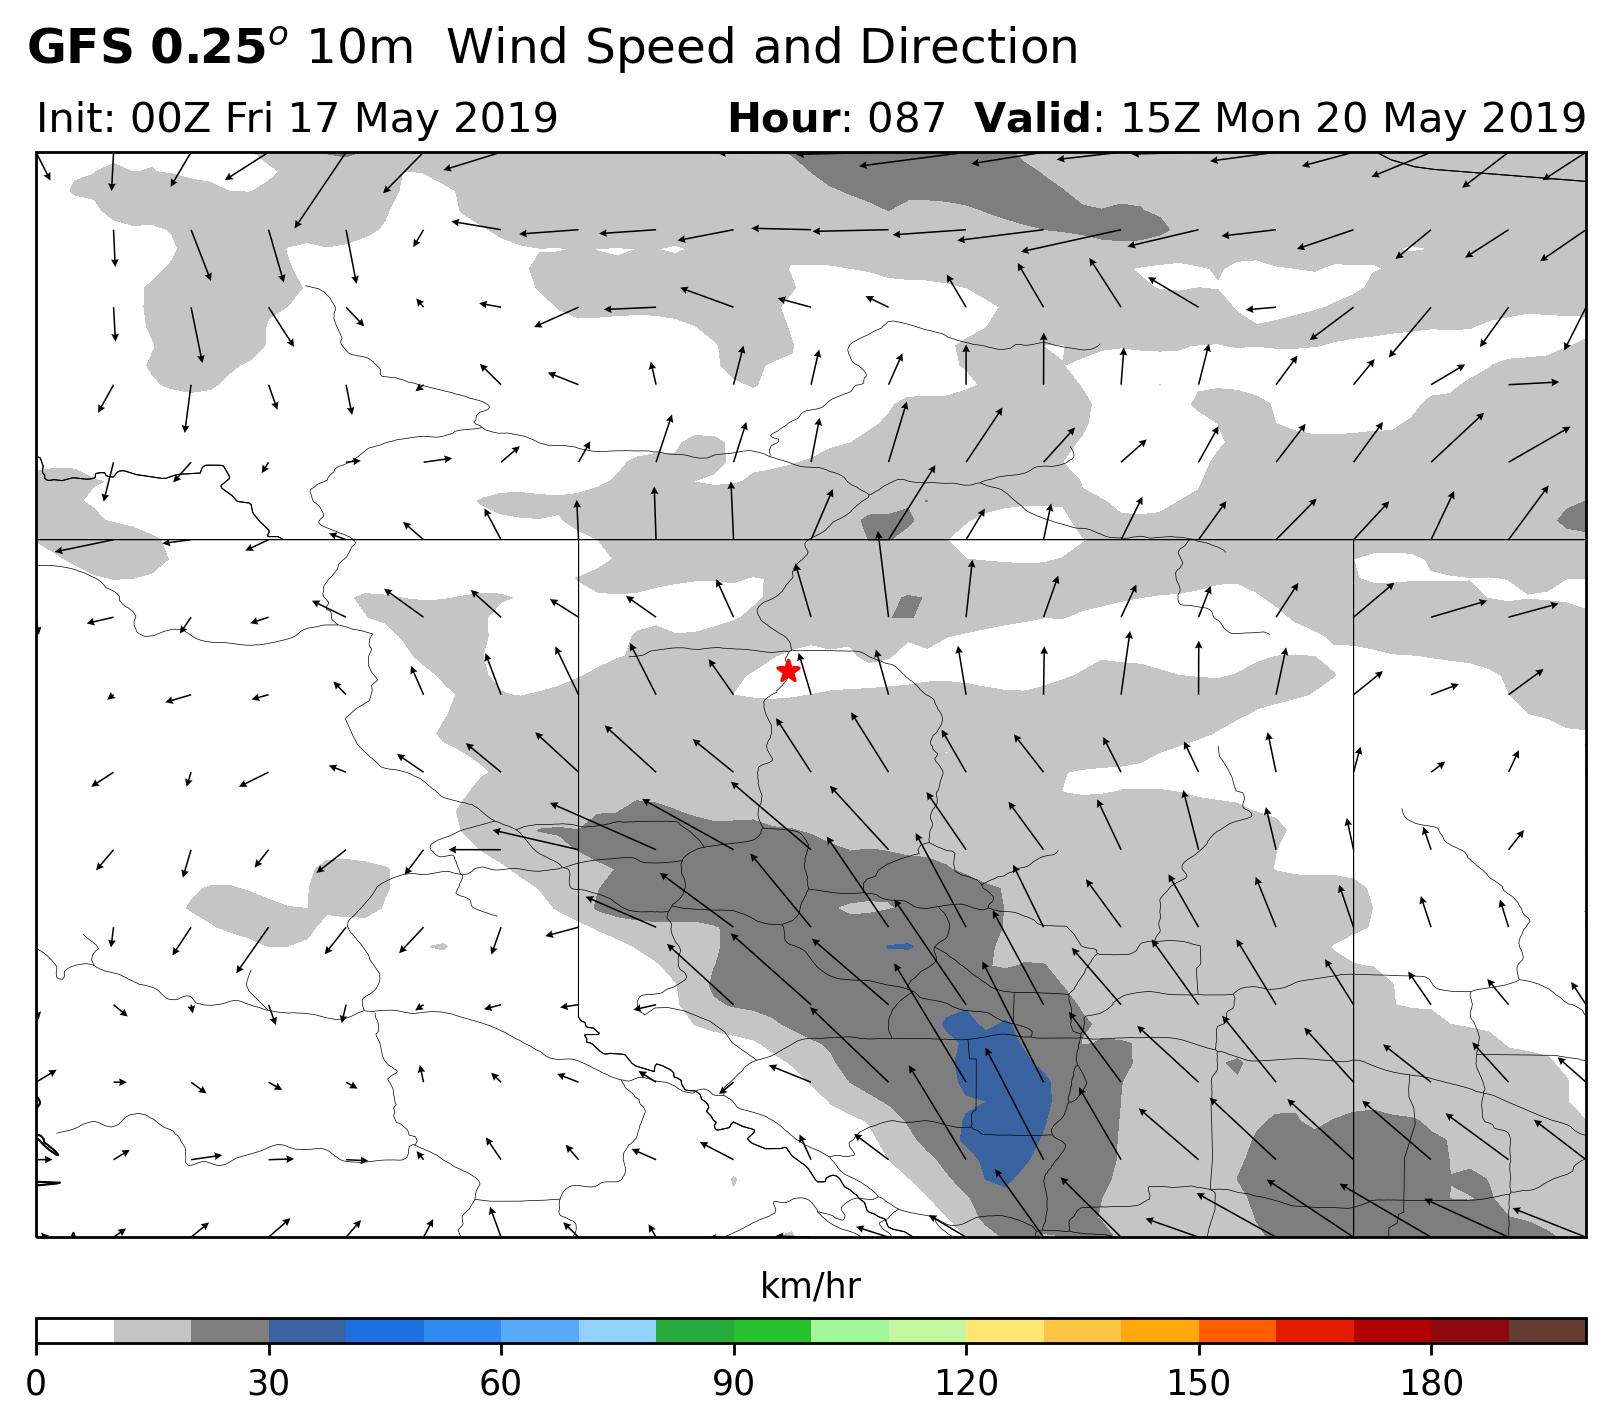 GFS 0.25o 10m Wind Speed and Direction
Init: 00Z Fri 17 May 2019 Hour: 087 Valid: 15Z Mon 20 May 2019
km/hr
0 30 60 90 120 150 180